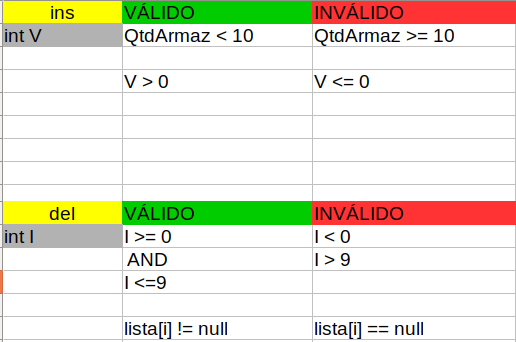 ins VÁLIDO INVÁLIDO
int V QtdArmaz < 10 QtdArmaz >= 10
V > 0 V <= 0
del VÁLIDO INVÁLIDO
int I I >= 0 I < 0
AND I > 9
I <=9
lista[i] != null lista[i] == null